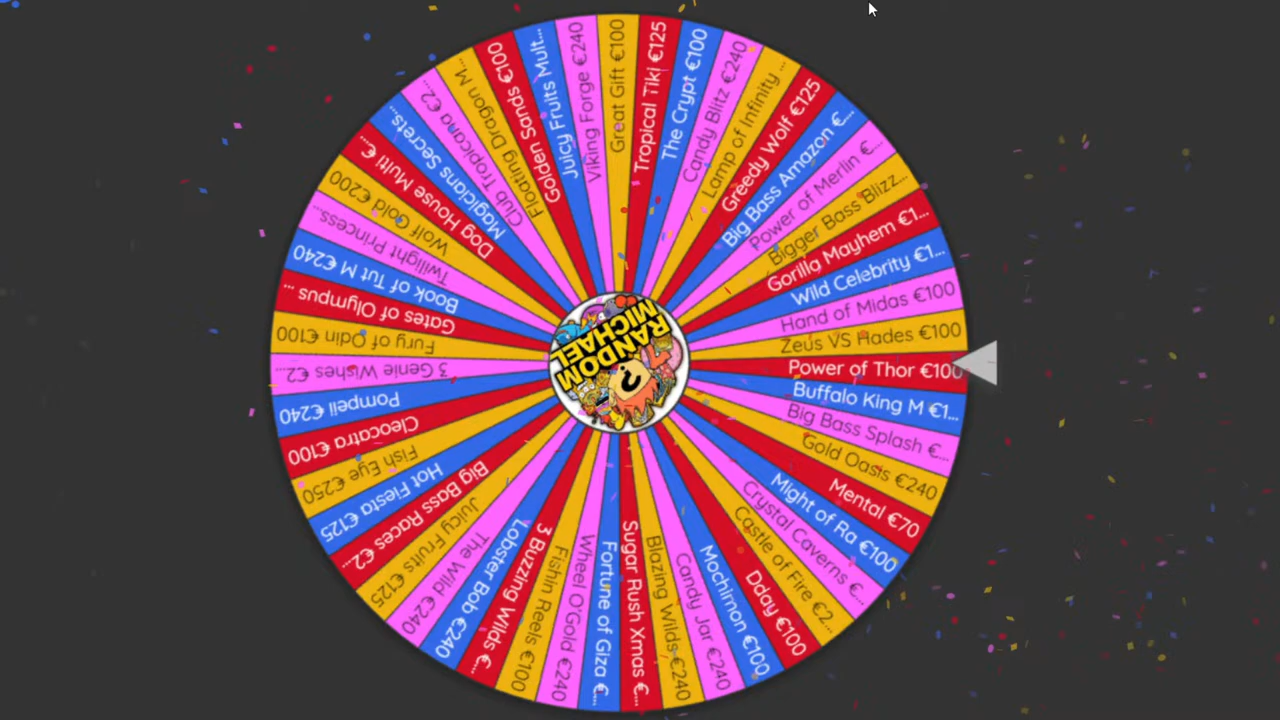 Great Gift €100
Tropical Tiki €125
The Crypt €100
Candy Blitz €240
Lamp of Infinity ...
Greedy Wolf €125
Big Bass Amazon €...
Power of Merlin €...
Bigger Bass Blizz...
Gorilla Mayhem €1...
Wild Celebrity €1...
Hand of Midas €100
Zeus VS Hades €100
Power of Thor €100
Buffalo King M €1...
Big Bass Splash €...
Gold Oasis €240
Mental €70
Might of Ra €100
Crystal Caverns €...
Castle of Fire €2...
Dday €100
Mochimon €100
Candy Jar €240
Blazing Wilds €240
Sugar Rush Xmas €...
Fortune of Giza €...
Wheel O'Gold €240
Fishin Reels €100
3 Buzzing Wilds €...
Lobster Bob €240
The Wild €240
Juicy Fruits €125
Big Bass Races €2...
Hot Fiesta €125
Fish Eye €250
Cleocatra €100
Pompeii €240
3 Genie Wishes €2...
Fury of Odin €100
Gates of Olympus ...
Book of Tut M €240
Twilight Princess...
Wolf Gold €200
Dog House Multi €...
Magicians Secrets...
Club Tropicana €2...
Floating Dragon M...
Golden Sands €100
Juicy Fruits Mult...
Viking Forge €240
RANDOM
MICHAEL